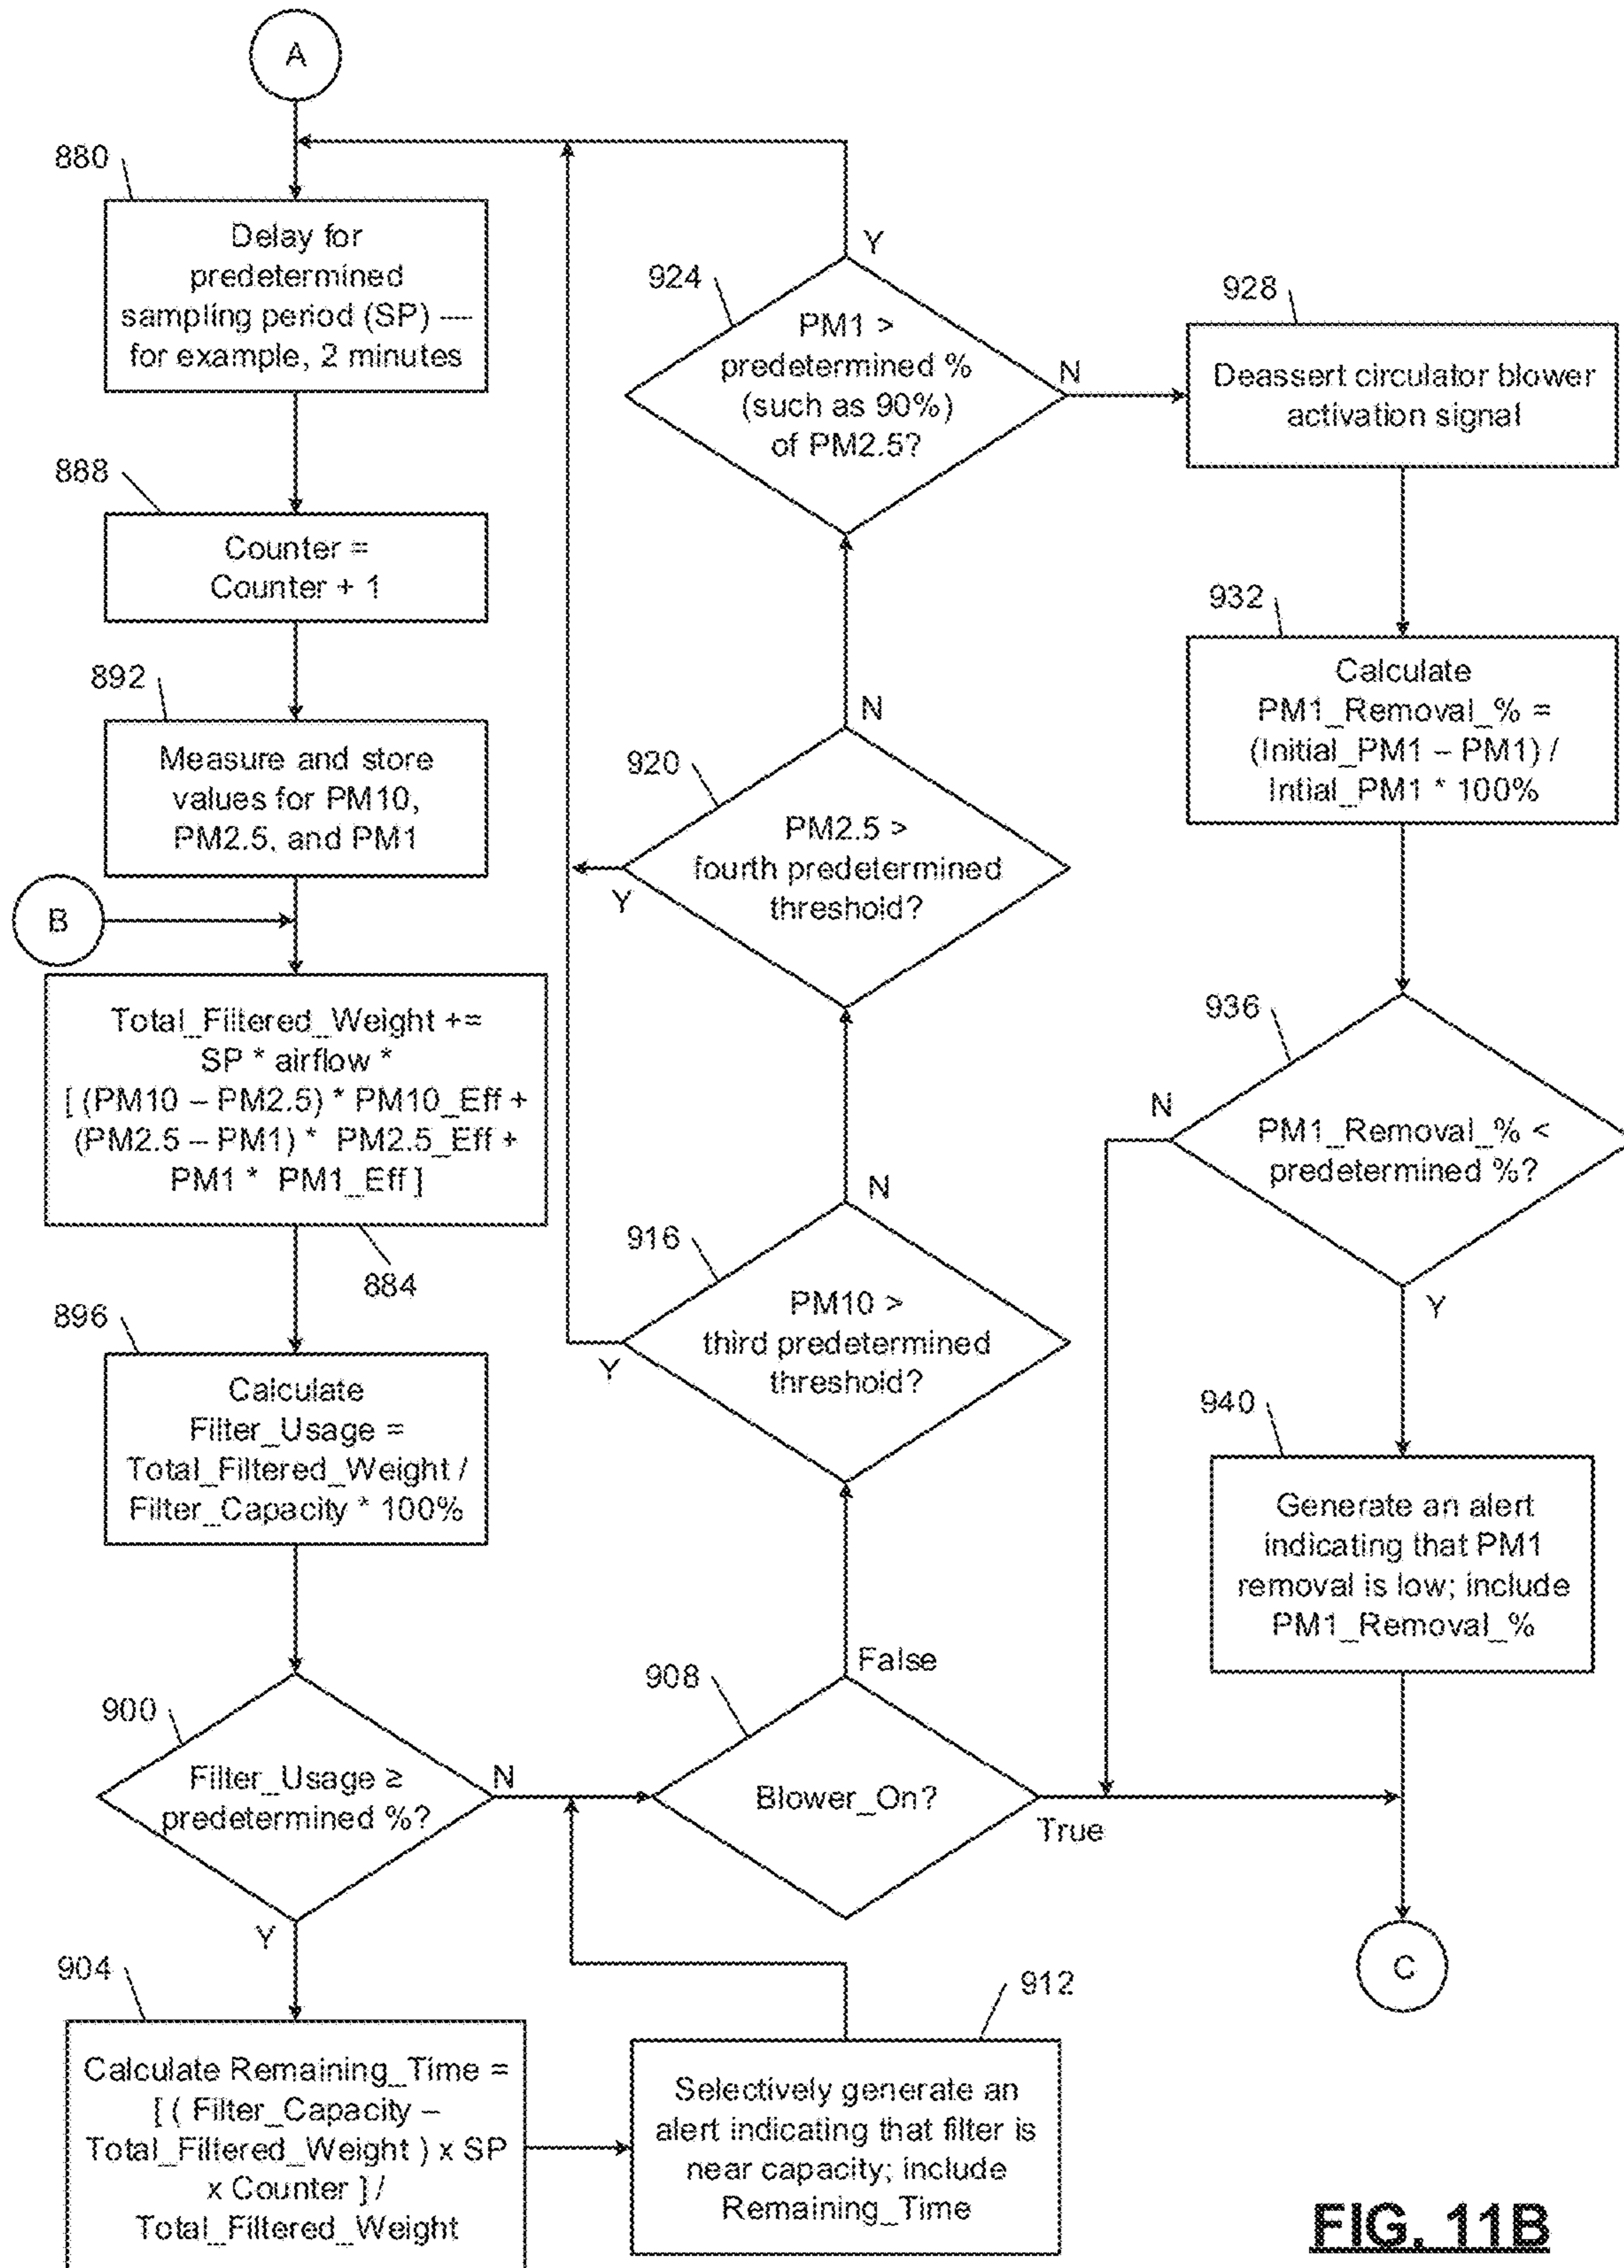 A
880
Delay for
predetermined
sampling period (SP) —
for example, 2 minutes
888
Counter =
Counter + 1
892
Measure and store
values for PM10,
PM2.5, and PM1
B
Total_Filtered_Weight +=
SP * airflow *
[ (PM10 – PM2.5) * PM10_Eff +
(PM2.5 – PM1) * PM2.5_Eff +
PM1 * PM1_Eff ]
884
896
Calculate
Filter_Usage =
Total_Filtered_Weight /
Filter_Capacity * 100%
900
Filter_Usage ≥
predetermined %?
N
Y
904
Calculate Remaining_Time =
[ ( Filter_Capacity –
Total_Filtered_Weight ) x SP
x Counter ] /
Total_Filtered_Weight
912
Selectively generate an
alert indicating that filter is
near capacity; include
Remaining_Time
908
Blower_On?
False
True
916
PM10 >
third predetermined
threshold?
Y
N
920
PM2.5 >
fourth predetermined
threshold?
Y
N
924
PM1 >
predetermined %
(such as 90%)
of PM2.5?
Y
N
928
Deassert circulator blower
activation signal
932
Calculate
PM1_Removal_% =
(Initial_PM1 – PM1) /
Intial_PM1 * 100%
936
PM1_Removal_% <
predetermined %?
N
Y
940
Generate an alert
indicating that PM1
removal is low; include
PM1_Removal_%
C
FIG. 11B